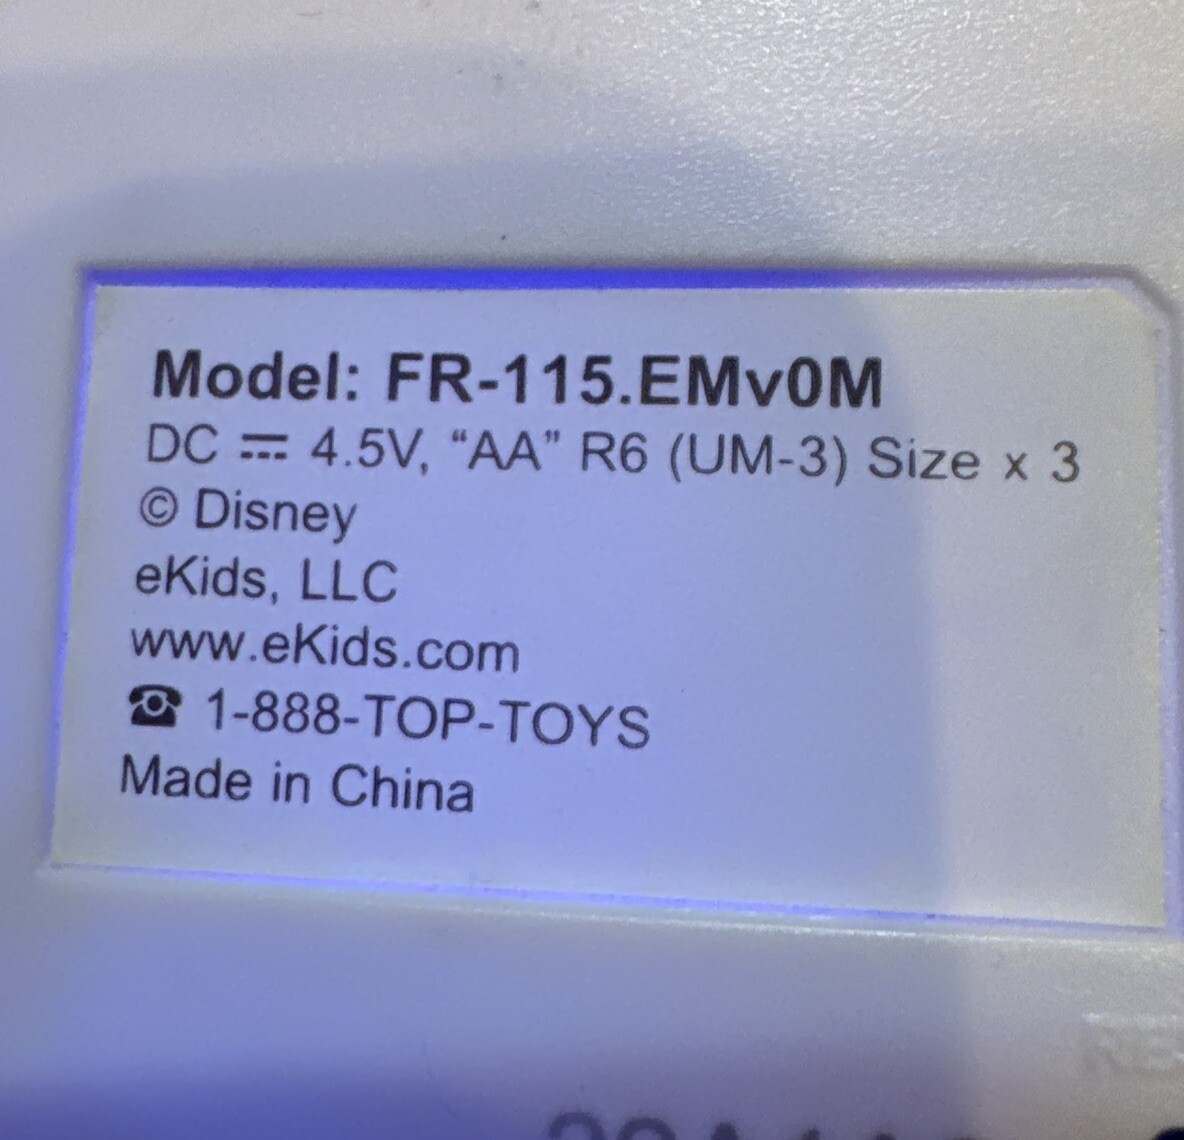 Model: FR-115.EMv0M
DC ⎓ 4.5V, “AA” R6 (UM-3) Size x 3
© Disney
eKids, LLC
www.eKids.com
☎ 1-888-TOP-TOYS
Made in China